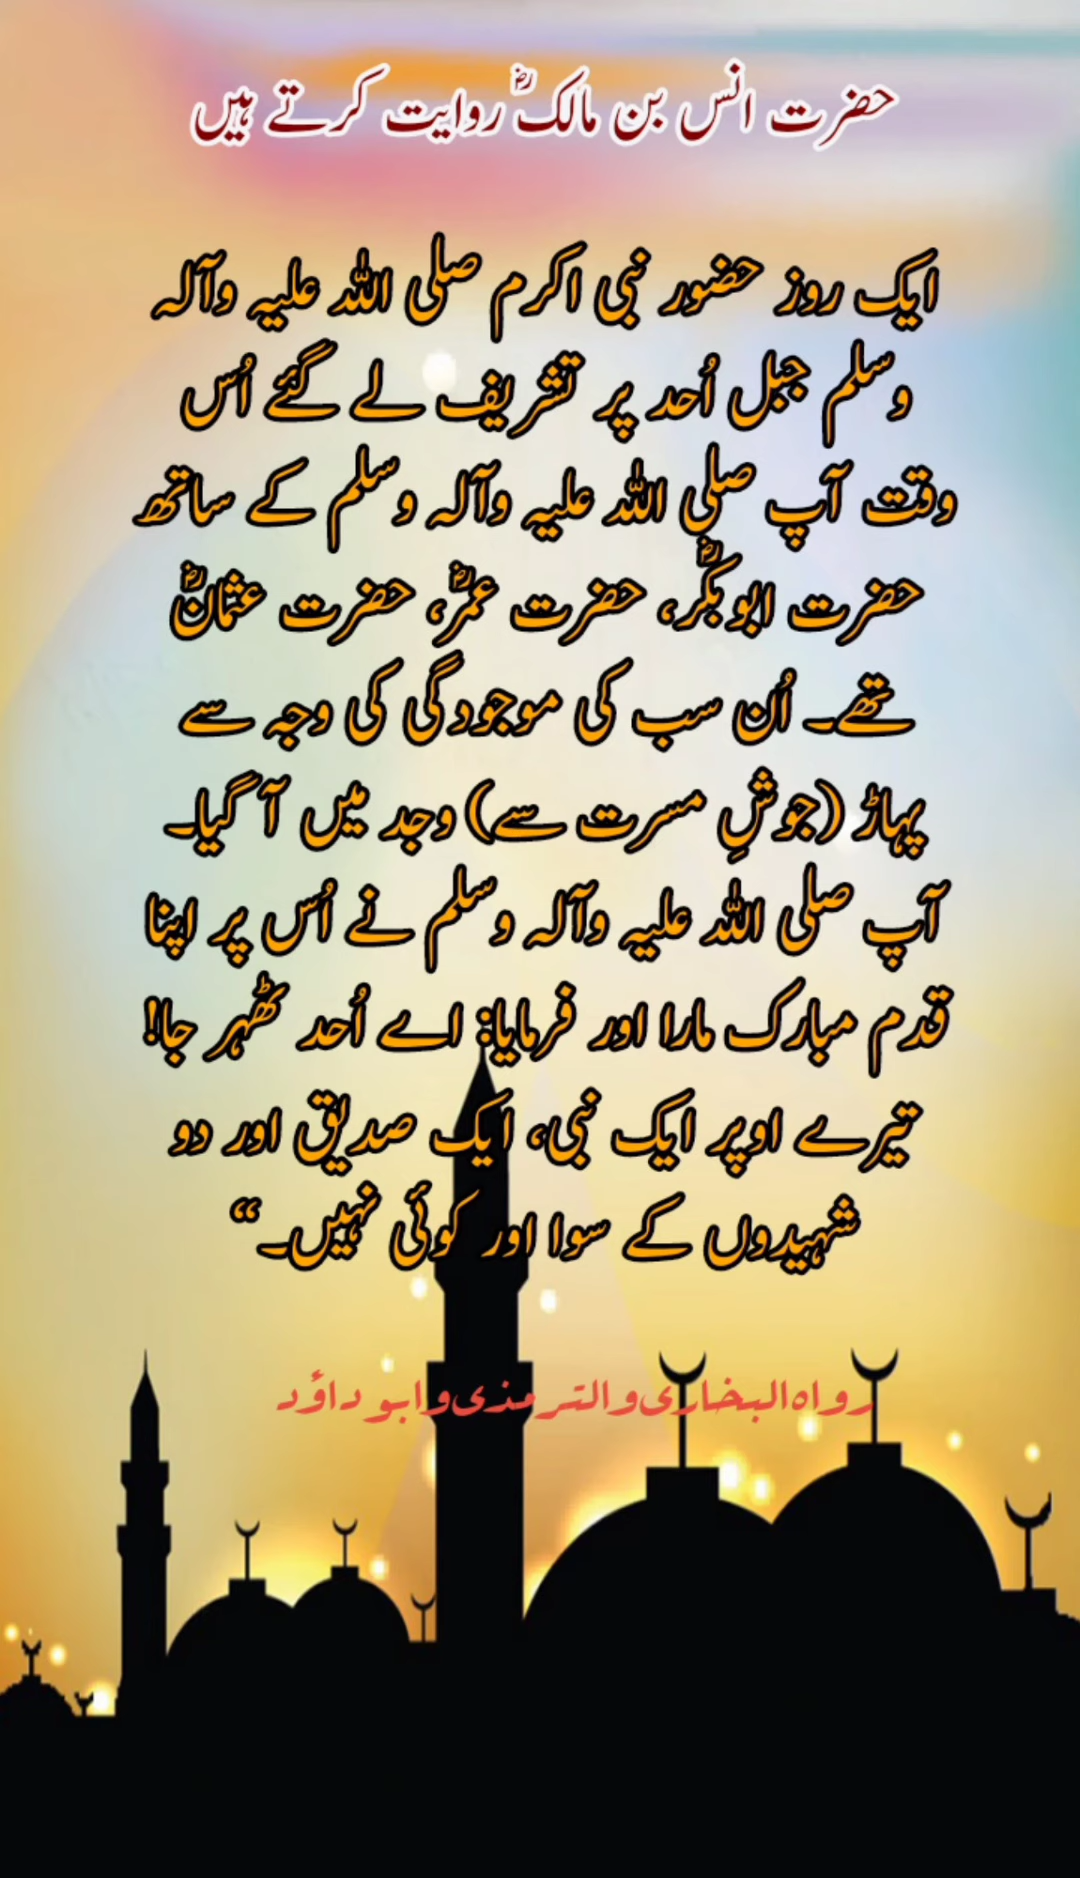 حضرت انس بن مالکؓ روایت کرتے ہیں
ایک روز حضور نبی اکرم صلی اللہ علیہ وآلہ
وسلم جبل اُحد پر تشریف لے گئے اُس
وقت آپ صلی اللہ علیہ وآلہ وسلم کے ساتھ
حضرت ابوبکرؓ، حضرت عمرؓ، حضرت عثمانؓ
تھے۔ اُن سب کی موجودگی کی وجہ سے
پہاڑ (جوشِ مسرت سے) وجد میں آ گیا۔
آپ صلی اللہ علیہ وآلہ وسلم نے اُس پر اپنا
قدم مبارک مارا اور فرمایا: اے اُحد ٹھہر جا!
تیرے اوپر ایک نبی، ایک صدیق اور دو
شہیدوں کے سوا اور کوئی نہیں۔“
رواہ البخاری والترمذی وابو داؤد